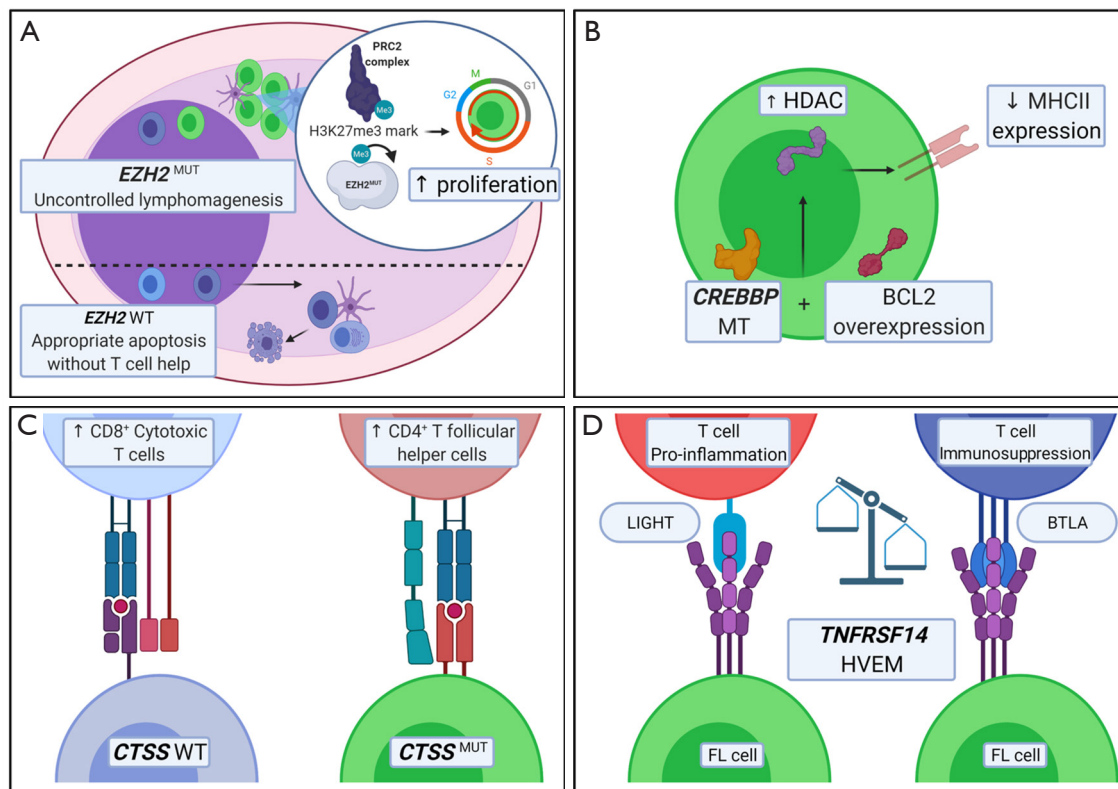 A
PRC2
complex
Me3
H3K27me3 mark
Me3
EZH2MUT
M
G1
G2
S
↑ proliferation
EZH2 MUT
Uncontrolled lymphomagenesis
EZH2 WT
Appropriate apoptosis
without T cell help
B
↑ HDAC
↓ MHCII
expression
CREBBP
MT
+
BCL2
overexpression
C
↑ CD8+ Cytotoxic
T cells
↑ CD4+ T follicular
helper cells
CTSS WT
CTSS MUT
D
T cell
Pro-inflammation
T cell
Immunosuppression
LIGHT
BTLA
TNFRSF14
HVEM
FL cell
FL cell